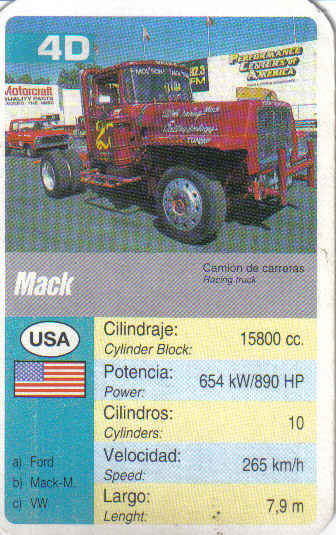 4D
Motorcraft
QUALITY PARTS
PERFORMANCE
CENTERS OF
AMERICA
Mack
Camión de carreras
Racing truck
USA
Cilindraje:
Cylinder Block:
15800 cc.
Potencia:
Power:
654 kW/890 HP
Cilindros:
Cylinders:
10
Velocidad:
Speed:
265 km/h
Largo:
Lenght:
7,9 m
a) Ford
b) Mack-M.
c) VW